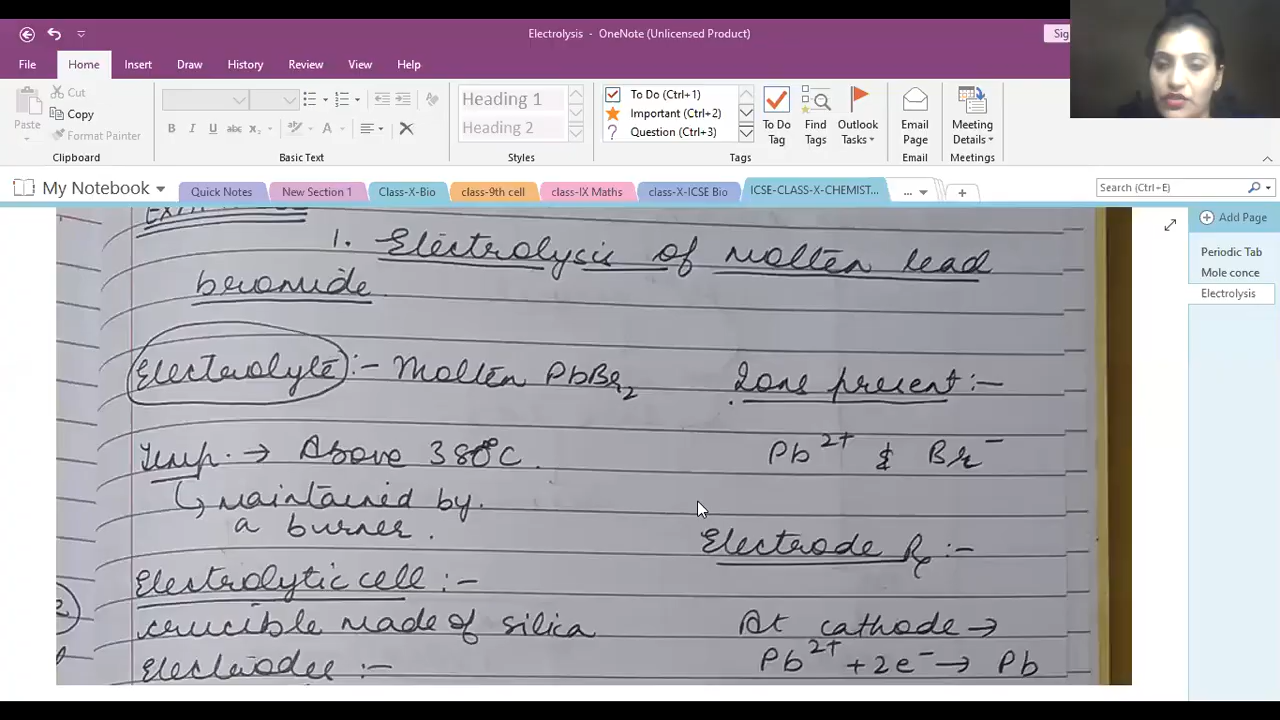 Electrolysis - OneNote (Unlicensed Product)
Sig
File Home Insert Draw History Review View Help
Cut
Copy
Format Painter
Paste
Clipboard
B I U abc x₂ A
Basic Text
Heading 1
Heading 2
Styles
To Do (Ctrl+1)
Important (Ctrl+2)
Question (Ctrl+3)
To Do Tag
Find Tags
Outlook Tasks
Tags
Email Page
Email
Meeting Details
Meetings
My Notebook
Quick Notes New Section 1 Class-X-Bio class-9th cell class-IX Maths class-X-ICSE Bio ICSE-CLASS-X-CHEMIST... ...
Search (Ctrl+E)
Add Page
Periodic Tab
Mole conce
Electrolysis
1. Electrolysis of molten lead
bromide
Electrolyte :- Molten PbBr₂
Temp. → Above 380°C.
↳ maintained by
a burner.
Electrolytic cell :-
crucible made of silica
Electrodes :-
Ions present :-
Pb²⁺ & Br⁻
Electrode Rx :-
At cathode →
Pb²⁺ + 2e⁻ → Pb